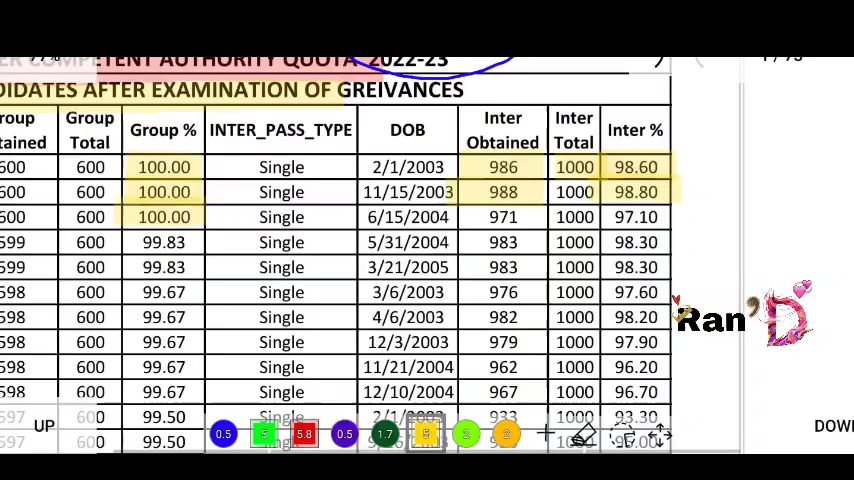 COMPETENT AUTHORITY QUOTA 2022-23
DIDATES AFTER EXAMINATION OF GREIVANCES
Group Group Group % INTER_PASS_TYPE DOB Inter Inter Inter %
Total Obtained Total
600 600 100.00 Single 2/1/2003 986 1000 98.60
600 600 100.00 Single 11/15/2003 988 1000 98.80
600 600 100.00 Single 6/15/2004 971 1000 97.10
599 600 99.83 Single 5/31/2004 983 1000 98.30
599 600 99.83 Single 3/21/2005 983 1000 98.30
598 600 99.67 Single 3/6/2003 976 1000 97.60
598 600 99.67 Single 4/6/2003 982 1000 98.20
598 600 99.67 Single 12/3/2003 979 1000 97.90
598 600 99.67 Single 11/21/2004 962 1000 96.20
598 600 99.67 Single 12/10/2004 967 1000 96.70
597 600 99.50 Single 933 1000 93.30
597 99.50
Ran'D
UP 0.5 5 5.8 0.5 1.7 5 2 2